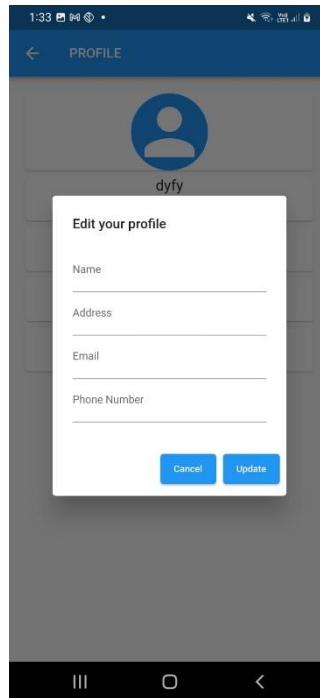 1:33
PROFILE
dyfy
Edit your profile
Name
Address
Email
Phone Number
Cancel Update